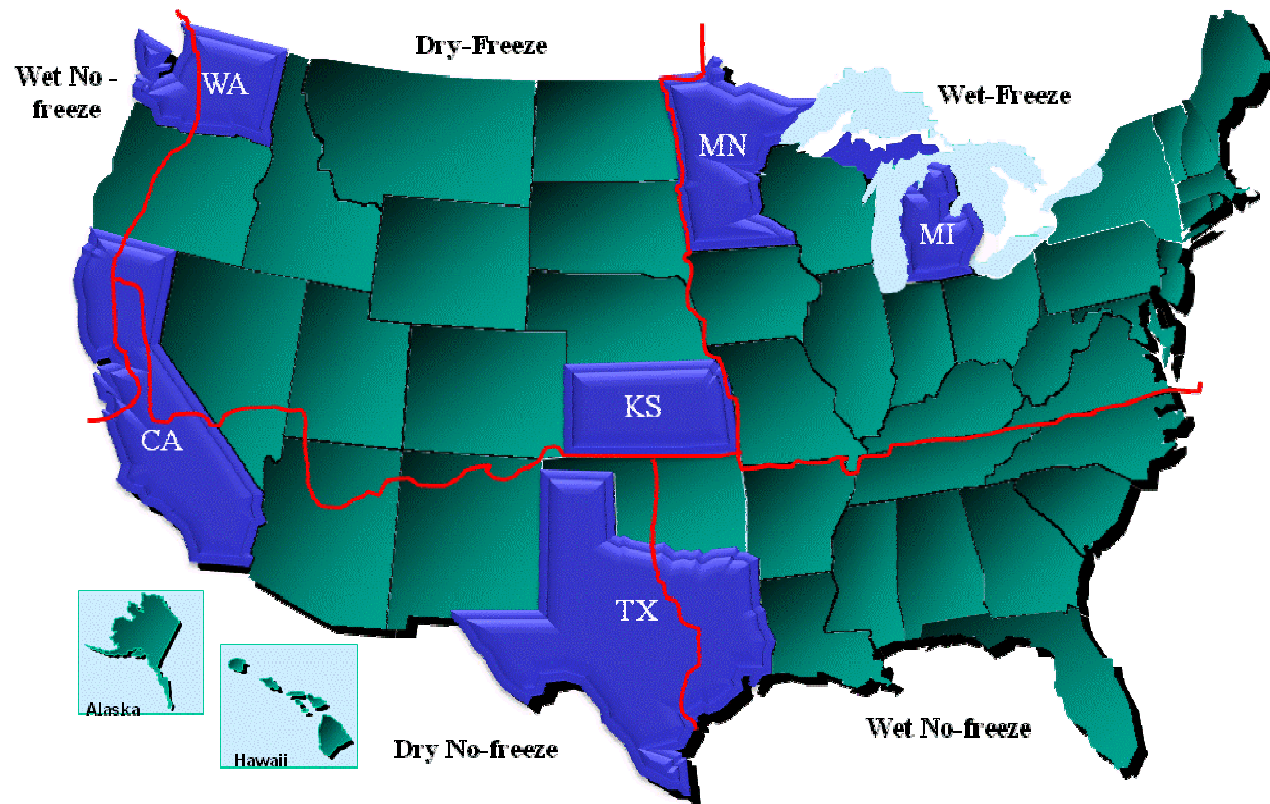 Dry-Freeze
Wet No -
freeze
WA
Wet-Freeze
MN
MI
KS
CA
TX
Alaska
Hawaii
Dry No-freeze
Wet No-freeze